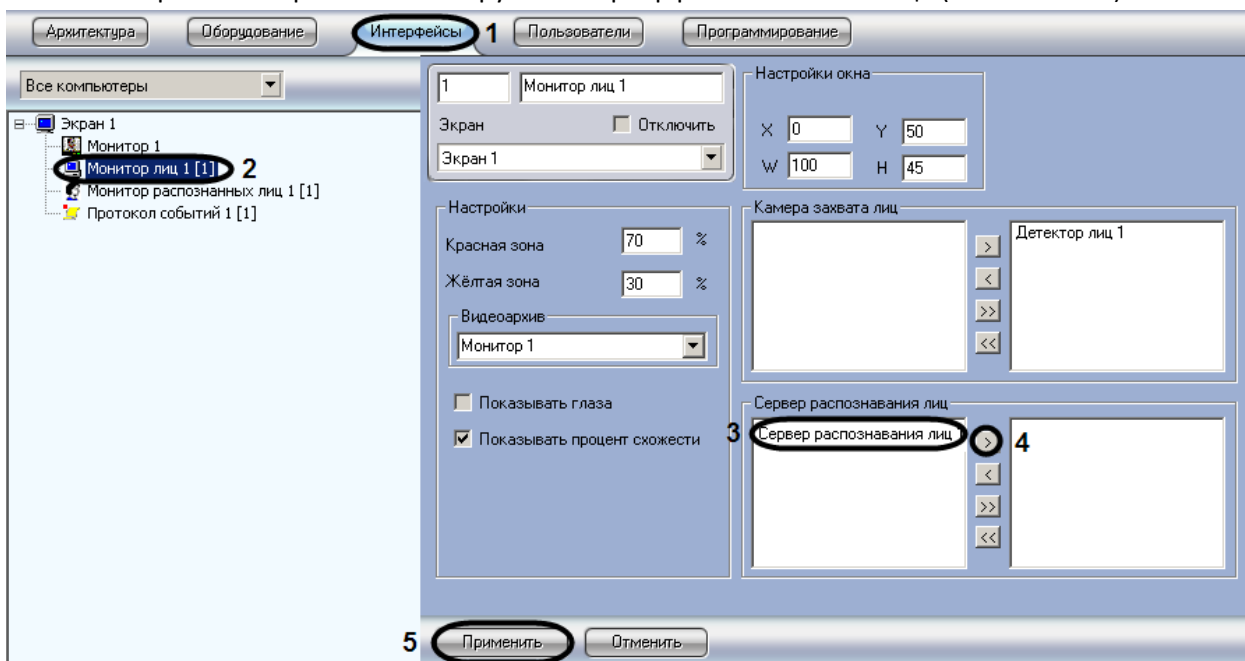 Архитектура Оборудование Интерфейсы 1 Пользователи Программирование
Все компьютеры
Экран 1
Монитор 1
Монитор лиц 1 [1] 2
Монитор распознанных лиц 1 [1]
Протокол событий 1 [1]
1 Монитор лиц 1
Экран Отключить
Экран 1
Настройки окна
X 0 Y 50
W 100 H 45
Настройки
Красная зона 70 %
Жёлтая зона 30 %
Видеоархив
Монитор 1
Показывать глаза
Показывать процент схожести
Камера захвата лиц
Детектор лиц 1
>
<
>>
<<
Сервер распознавания лиц
3 Сервер распознавания лиц > 4
<
>>
<<
5 Применить Отменить